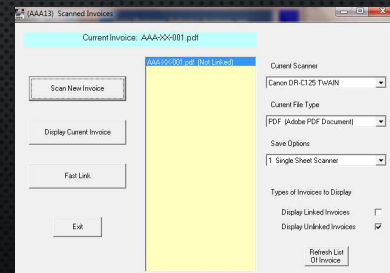 (AAA13) Scanned Invoices
Current Invoice: AAA-XX-001.pdf
AAA-XX-001.pdf (Not Linked)
Scan New Invoice
Display Current Invoice
Fast Link
Exit
Current Scanner
Canon DR-C125 TWAIN
Current File Type
PDF (Adobe PDF Document)
Save Options
1 Single Sheet Scanner
Types of Invoices to Display
Display Linked Invoices
Display Unlinked Invoices
Refresh List
Of Invoice